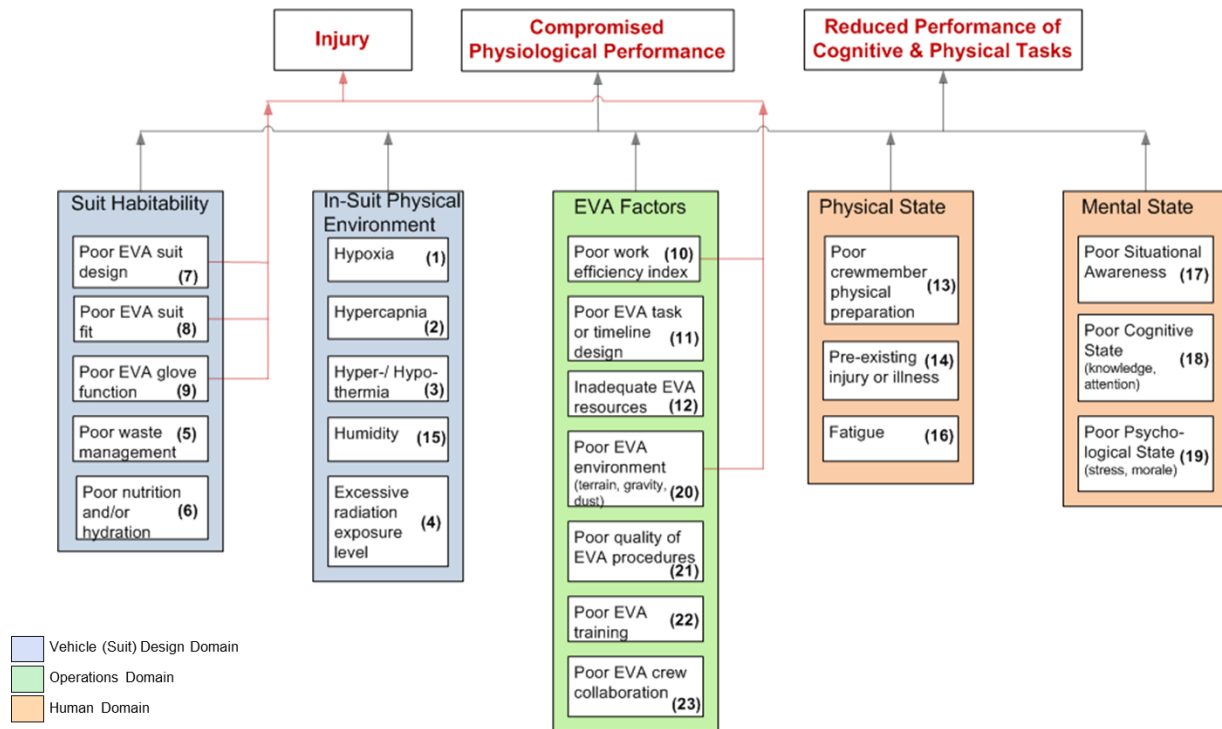 Injury
Compromised
Physiological Performance
Reduced Performance of
Cognitive & Physical Tasks
Suit Habitability
Poor EVA suit
design (7)
Poor EVA suit
fit (8)
Poor EVA glove
function (9)
Poor waste (5)
management
Poor nutrition
and/or (6)
hydration
In-Suit Physical
Environment
Hypoxia (1)
Hypercapnia
(2)
Hyper-/ Hypo-
thermia (3)
Humidity (15)
Excessive
radiation
exposure (4)
level
EVA Factors
Poor work (10)
efficiency index
Poor EVA task
or timeline (11)
design
Inadequate EVA
resources (12)
Poor EVA
environment
(terrain, gravity,
dust) (20)
Poor quality of
EVA procedures
(21)
Poor EVA (22)
training
Poor EVA crew
collaboration
(23)
Physical State
Poor
crewmember
physical (13)
preparation
Pre-existing (14)
injury or illness
Fatigue (16)
Mental State
Poor Situational
Awareness (17)
Poor Cognitive
State (18)
(knowledge,
attention)
Poor Psycho-
logical State (19)
(stress, morale)
Vehicle (Suit) Design Domain
Operations Domain
Human Domain